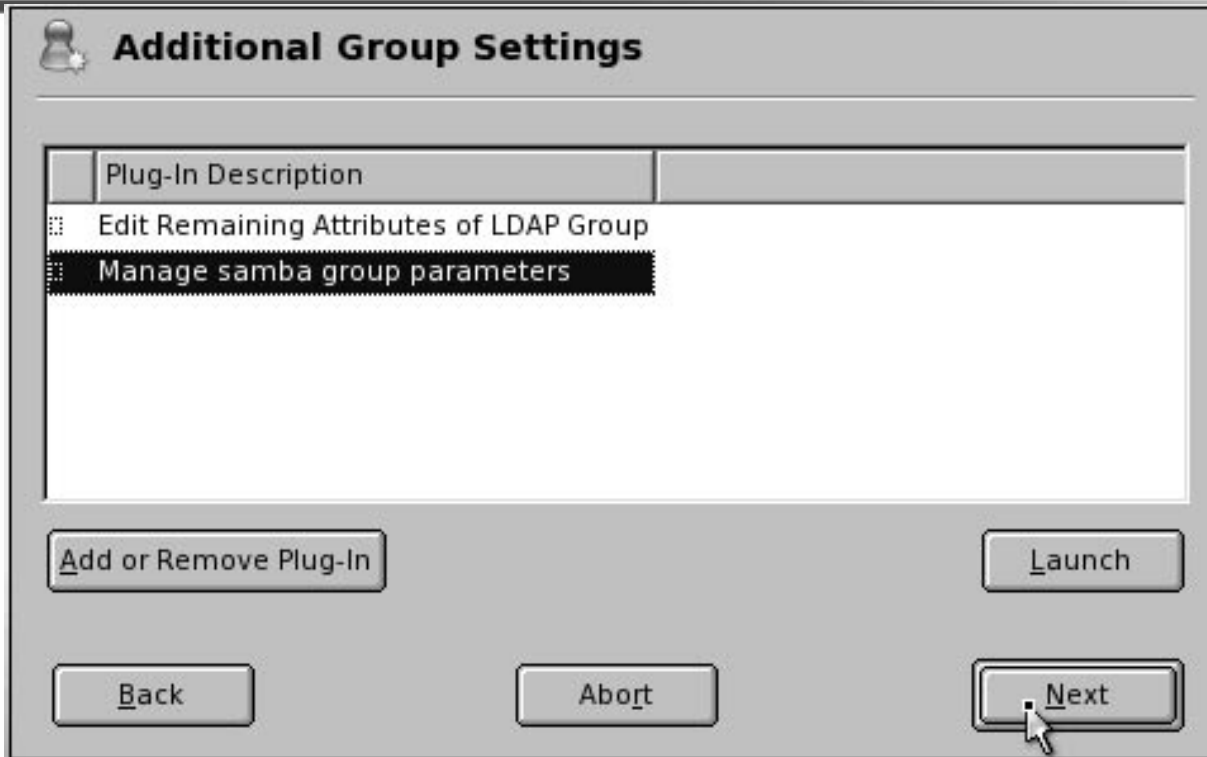 Additional Group Settings
Plug-In Description
Edit Remaining Attributes of LDAP Group
Manage samba group parameters
Add or Remove Plug-In
Launch
Back
Abort
Next